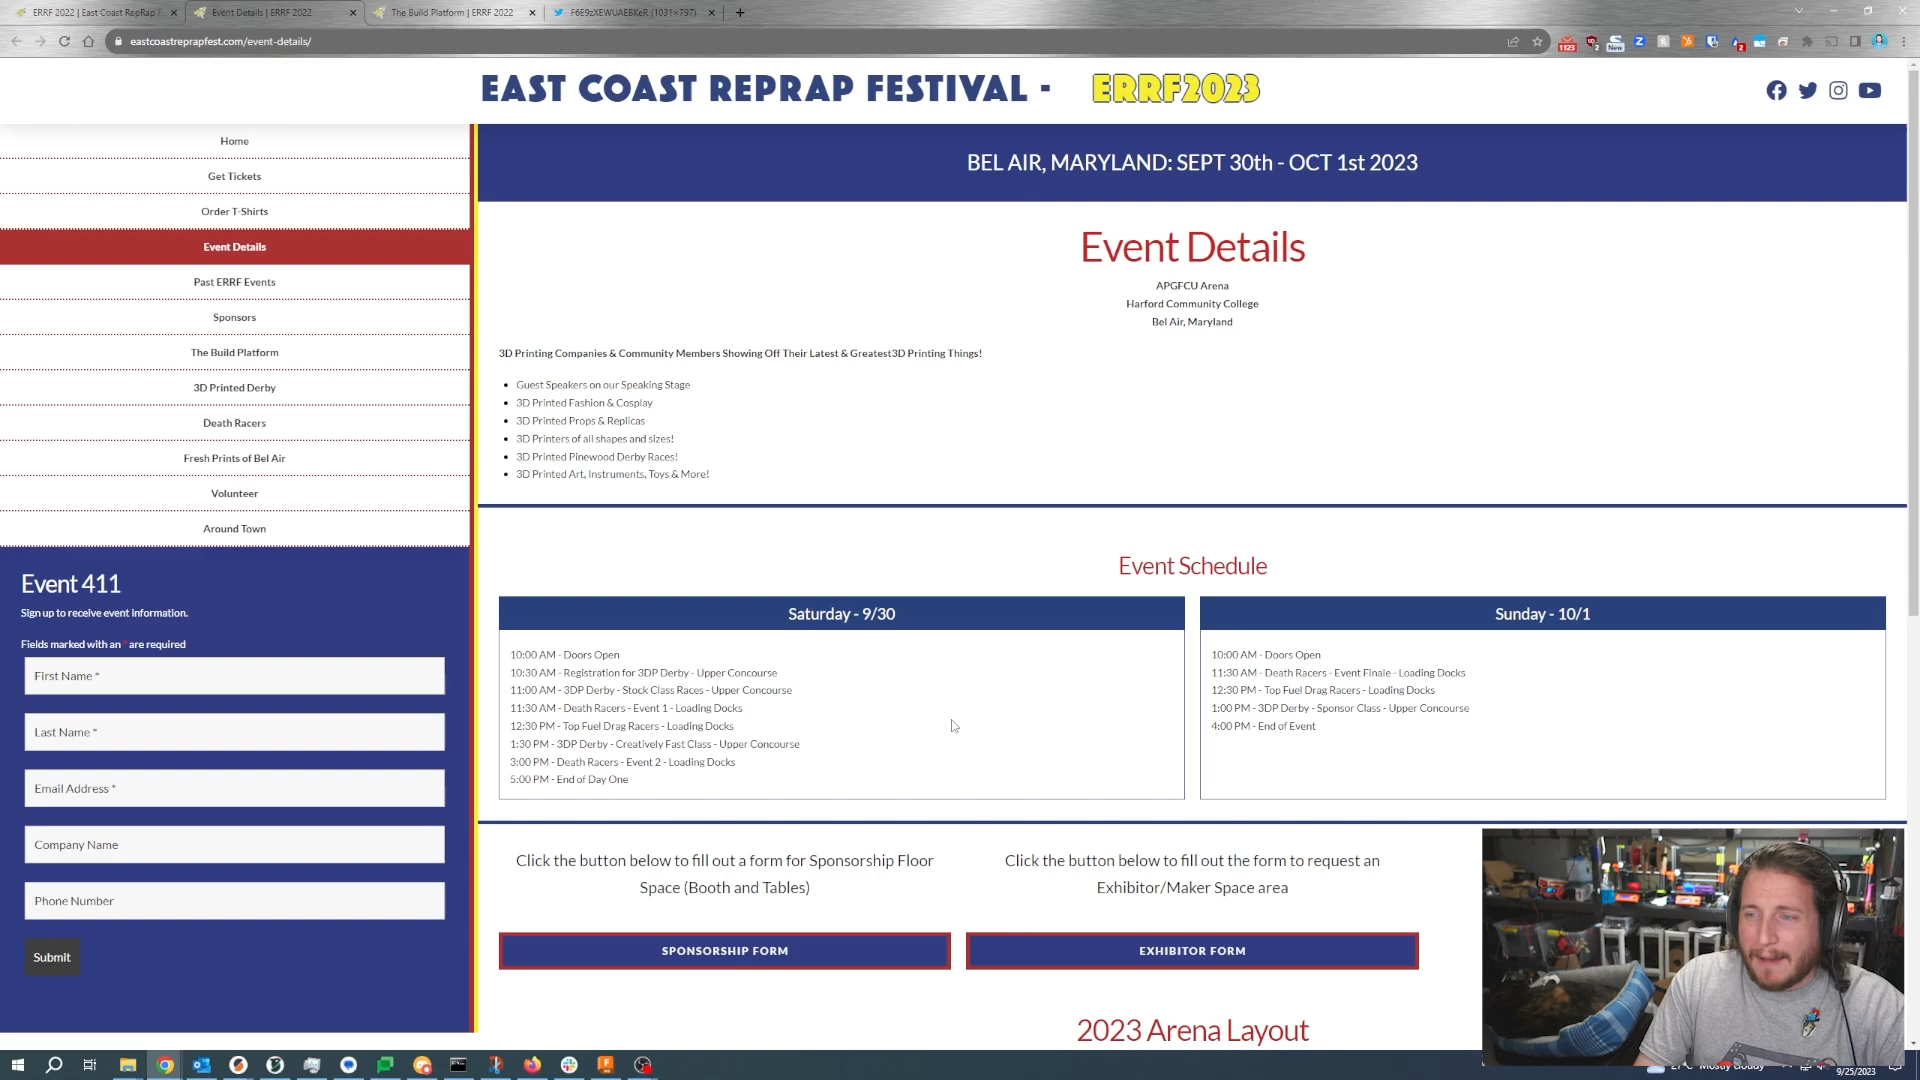 ERRF 2022 | East Coast RepRap F
Event Details | ERRF 2022
The Build Platform | ERRF 2022
F6E9zXEWUAEBKeR (1031×797)
eastcoastreprapfest.com/event-details/
1123
2
New
2
EAST COAST REPRAP FESTIVAL - ERRF2023
Home
Get Tickets
Order T-Shirts
Event Details
Past ERRF Events
Sponsors
The Build Platform
3D Printed Derby
Death Racers
Fresh Prints of Bel Air
Volunteer
Around Town
Event 411
Sign up to receive event information.
Fields marked with an * are required
First Name *
Last Name *
Email Address *
Company Name
Phone Number
Submit
BEL AIR, MARYLAND: SEPT 30th - OCT 1st 2023
Event Details
APGFCU Arena
Harford Community College
Bel Air, Maryland
3D Printing Companies & Community Members Showing Off Their Latest & Greatest3D Printing Things!
Guest Speakers on our Speaking Stage
3D Printed Fashion & Cosplay
3D Printed Props & Replicas
3D Printers of all shapes and sizes!
3D Printed Pinewood Derby Races!
3D Printed Art, Instruments, Toys & More!
Event Schedule
Saturday - 9/30
10:00 AM - Doors Open
10:30 AM - Registration for 3DP Derby - Upper Concourse
11:00 AM - 3DP Derby - Stock Class Races - Upper Concourse
11:30 AM - Death Racers - Event 1 - Loading Docks
12:30 PM - Top Fuel Drag Racers - Loading Docks
1:30 PM - 3DP Derby - Creatively Fast Class - Upper Concourse
3:00 PM - Death Racers - Event 2 - Loading Docks
5:00 PM - End of Day One
Sunday - 10/1
10:00 AM - Doors Open
11:30 AM - Death Racers - Event Finale - Loading Docks
12:30 PM - Top Fuel Drag Racers - Loading Docks
1:00 PM - 3DP Derby - Sponsor Class - Upper Concourse
4:00 PM - End of Event
Click the button below to fill out a form for Sponsorship Floor
Space (Booth and Tables)
SPONSORSHIP FORM
Click the button below to fill out the form to request an
Exhibitor/Maker Space area
EXHIBITOR FORM
2023 Arena Layout
Mostly cloudy
9/25/2023